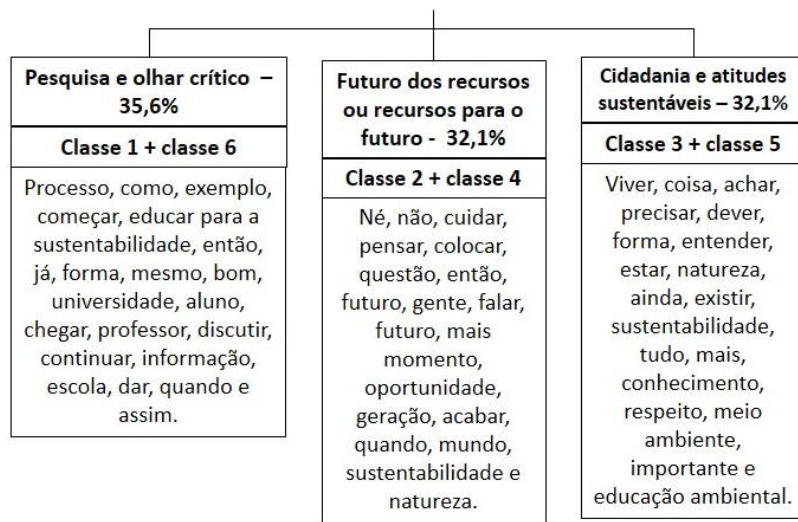 Pesquisa e olhar crítico –
35,6%
Classe 1 + classe 6
Processo, como, exemplo,
começar, educar para a
sustentabilidade, então,
já, forma, mesmo, bom,
universidade, aluno,
chegar, professor, discutir,
continuar, informação,
escola, dar, quando e
assim.
Futuro dos recursos
ou recursos para o
futuro - 32,1%
Classe 2 + classe 4
Né, não, cuidar,
pensar, colocar,
questão, então,
futuro, gente, falar,
futuro, mais
momento,
oportunidade,
geração, acabar,
quando, mundo,
sustentabilidade e
natureza.
Cidadania e atitudes
sustentáveis – 32,1%
Classe 3 + classe 5
Viver, coisa, achar,
precisar, dever,
forma, entender,
estar, natureza,
ainda, existir,
sustentabilidade,
tudo, mais,
conhecimento,
respeito, meio
ambiente,
importante e
educação ambiental.